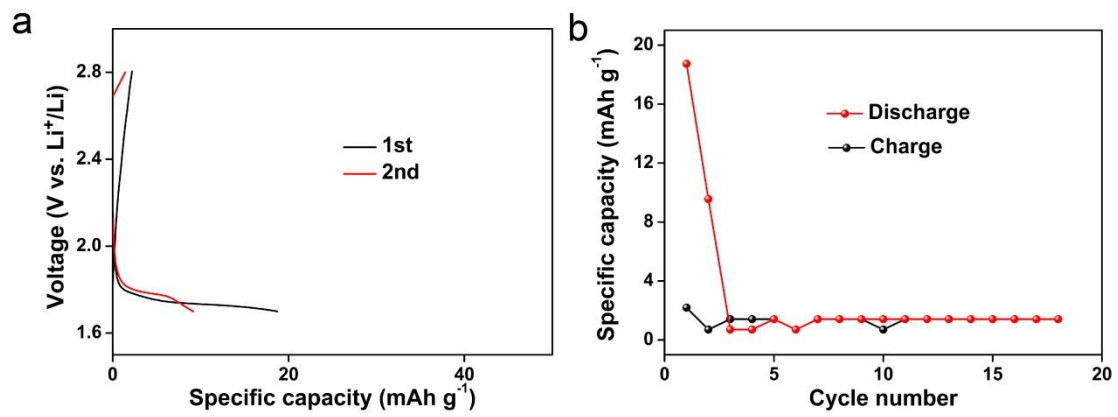 a
2.8
2.4
2.0
1.6
Voltage (V vs. Li⁺/Li)
1st
2nd
0
20
40
Specific capacity (mAh g⁻¹)
b
20
16
12
8
4
0
Specific capacity (mAh g⁻¹)
Discharge
Charge
0
5
10
15
20
Cycle number